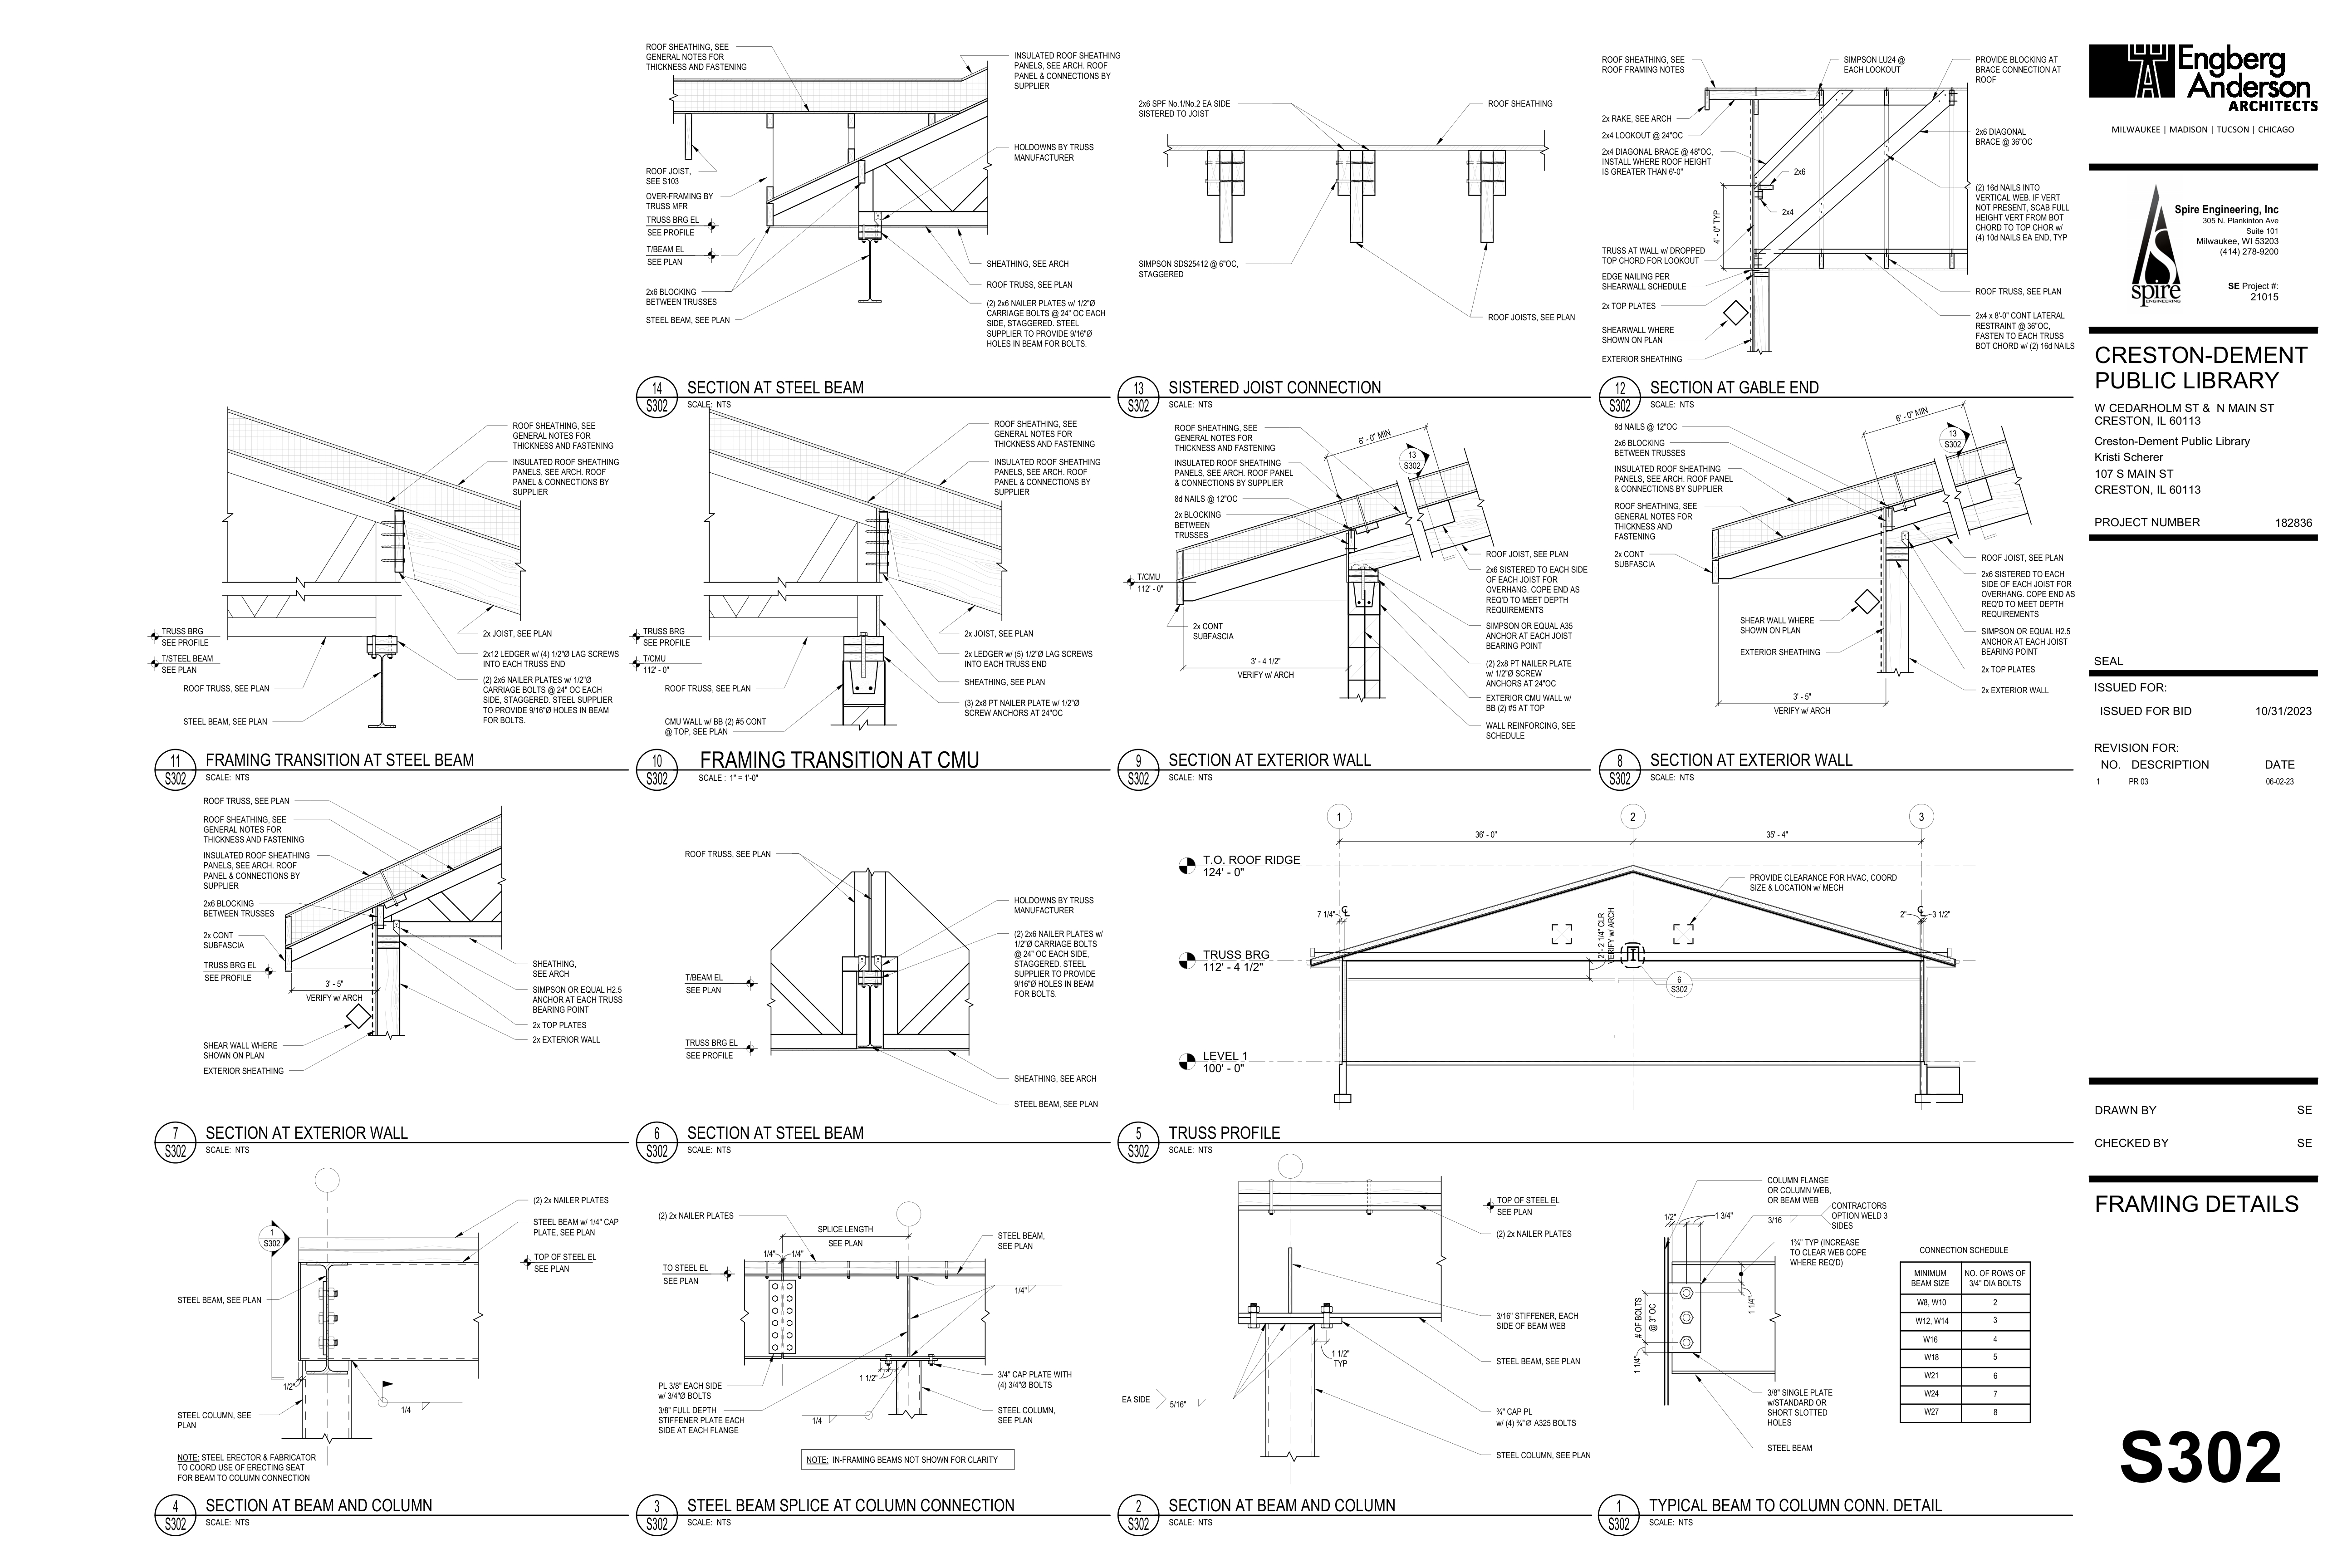 ROOF SHEATHING, SEE
GENERAL NOTES FOR
THICKNESS AND FASTENING
INSULATED ROOF SHEATHING
PANELS, SEE ARCH. ROOF
PANEL & CONNECTIONS BY
SUPPLIER
HOLDOWNS BY TRUSS
MANUFACTURER
ROOF JOIST,
SEE S103
OVER-FRAMING BY
TRUSS MFR
TRUSS BRG EL
SEE PROFILE
T/BEAM EL
SEE PLAN
2x6 BLOCKING
BETWEEN TRUSSES
STEEL BEAM, SEE PLAN
SHEATHING, SEE ARCH
ROOF TRUSS, SEE PLAN
(2) 2x6 NAILER PLATES w/ 1/2"Ø
CARRIAGE BOLTS @ 24" OC EACH
SIDE, STAGGERED. STEEL
SUPPLIER TO PROVIDE 9/16"Ø
HOLES IN BEAM FOR BOLTS.
14
S302
SECTION AT STEEL BEAM
SCALE: NTS
2x6 SPF No.1/No.2 EA SIDE
SISTERED TO JOIST
ROOF SHEATHING
SIMPSON SDS25412 @ 6"OC,
STAGGERED
ROOF JOISTS, SEE PLAN
13
S302
SISTERED JOIST CONNECTION
SCALE: NTS
ROOF SHEATHING, SEE
ROOF FRAMING NOTES
SIMPSON LU24 @
EACH LOOKOUT
PROVIDE BLOCKING AT
BRACE CONNECTION AT
ROOF
2x RAKE, SEE ARCH
2x4 LOOKOUT @ 24"OC
2x4 DIAGONAL BRACE @ 48"OC,
INSTALL WHERE ROOF HEIGHT
IS GREATER THAN 6'-0"
2x6 DIAGONAL
BRACE @ 36"OC
2x6
2x4
4' - 0" TYP
(2) 16d NAILS INTO
VERTICAL WEB. IF VERT
NOT PRESENT, SCAB FULL
HEIGHT VERT FROM BOT
CHORD TO TOP CHOR w/
(4) 10d NAILS EA END, TYP
TRUSS AT WALL w/ DROPPED
TOP CHORD FOR LOOKOUT
EDGE NAILING PER
SHEARWALL SCHEDULE
2x TOP PLATES
SHEARWALL WHERE
SHOWN ON PLAN
EXTERIOR SHEATHING
ROOF TRUSS, SEE PLAN
2x4 x 8'-0" CONT LATERAL
RESTRAINT @ 36"OC,
FASTEN TO EACH TRUSS
BOT CHORD w/ (2) 16d NAILS
12
S302
SECTION AT GABLE END
SCALE: NTS
ROOF SHEATHING, SEE
GENERAL NOTES FOR
THICKNESS AND FASTENING
INSULATED ROOF SHEATHING
PANELS, SEE ARCH. ROOF
PANEL & CONNECTIONS BY
SUPPLIER
TRUSS BRG
SEE PROFILE
T/STEEL BEAM
SEE PLAN
ROOF TRUSS, SEE PLAN
STEEL BEAM, SEE PLAN
2x JOIST, SEE PLAN
2x12 LEDGER w/ (4) 1/2"Ø LAG SCREWS
INTO EACH TRUSS END
(2) 2x6 NAILER PLATES w/ 1/2"Ø
CARRIAGE BOLTS @ 24" OC EACH
SIDE, STAGGERED. STEEL SUPPLIER
TO PROVIDE 9/16"Ø HOLES IN BEAM
FOR BOLTS.
11
S302
FRAMING TRANSITION AT STEEL BEAM
SCALE: NTS
ROOF SHEATHING, SEE
GENERAL NOTES FOR
THICKNESS AND FASTENING
INSULATED ROOF SHEATHING
PANELS, SEE ARCH. ROOF
PANEL & CONNECTIONS BY
SUPPLIER
TRUSS BRG
SEE PROFILE
T/CMU
112' - 0"
ROOF TRUSS, SEE PLAN
CMU WALL w/ BB (2) #5 CONT
@ TOP, SEE PLAN
2x JOIST, SEE PLAN
2x LEDGER w/ (5) 1/2"Ø LAG SCREWS
INTO EACH TRUSS END
SHEATHING, SEE PLAN
(3) 2x8 PT NAILER PLATE w/ 1/2"Ø
SCREW ANCHORS AT 24"OC
10
S302
FRAMING TRANSITION AT CMU
SCALE : 1" = 1'-0"
ROOF SHEATHING, SEE
GENERAL NOTES FOR
THICKNESS AND FASTENING
INSULATED ROOF SHEATHING
PANELS, SEE ARCH. ROOF PANEL
& CONNECTIONS BY SUPPLIER
8d NAILS @ 12"OC
2x BLOCKING
BETWEEN
TRUSSES
6' - 0" MIN
13
S302
T/CMU
112' - 0"
2x CONT
SUBFASCIA
3' - 4 1/2"
VERIFY w/ ARCH
ROOF JOIST, SEE PLAN
2x6 SISTERED TO EACH SIDE
OF EACH JOIST FOR
OVERHANG. COPE END AS
REQ'D TO MEET DEPTH
REQUIREMENTS
SIMPSON OR EQUAL A35
ANCHOR AT EACH JOIST
BEARING POINT
(2) 2x8 PT NAILER PLATE
w/ 1/2"Ø SCREW
ANCHORS AT 24"OC
EXTERIOR CMU WALL w/
BB (2) #5 AT TOP
WALL REINFORCING, SEE
SCHEDULE
9
S302
SECTION AT EXTERIOR WALL
SCALE: NTS
8d NAILS @ 12"OC
2x6 BLOCKING
BETWEEN TRUSSES
INSULATED ROOF SHEATHING
PANELS, SEE ARCH. ROOF PANEL
& CONNECTIONS BY SUPPLIER
ROOF SHEATHING, SEE
GENERAL NOTES FOR
THICKNESS AND
FASTENING
2x CONT
SUBFASCIA
6' - 0" MIN
13
S302
SHEAR WALL WHERE
SHOWN ON PLAN
EXTERIOR SHEATHING
3' - 5"
VERIFY w/ ARCH
ROOF JOIST, SEE PLAN
2x6 SISTERED TO EACH
SIDE OF EACH JOIST FOR
OVERHANG. COPE END AS
REQ'D TO MEET DEPTH
REQUIREMENTS
SIMPSON OR EQUAL H2.5
ANCHOR AT EACH JOIST
BEARING POINT
2x TOP PLATES
2x EXTERIOR WALL
8
S302
SECTION AT EXTERIOR WALL
SCALE: NTS
ROOF TRUSS, SEE PLAN
ROOF SHEATHING, SEE
GENERAL NOTES FOR
THICKNESS AND FASTENING
INSULATED ROOF SHEATHING
PANELS, SEE ARCH. ROOF
PANEL & CONNECTIONS BY
SUPPLIER
2x6 BLOCKING
BETWEEN TRUSSES
2x CONT
SUBFASCIA
TRUSS BRG EL
SEE PROFILE
3' - 5"
VERIFY w/ ARCH
SHEAR WALL WHERE
SHOWN ON PLAN
EXTERIOR SHEATHING
SHEATHING,
SEE ARCH
SIMPSON OR EQUAL H2.5
ANCHOR AT EACH TRUSS
BEARING POINT
2x TOP PLATES
2x EXTERIOR WALL
7
S302
SECTION AT EXTERIOR WALL
SCALE: NTS
ROOF TRUSS, SEE PLAN
HOLDOWNS BY TRUSS
MANUFACTURER
(2) 2x6 NAILER PLATES w/
1/2"Ø CARRIAGE BOLTS
@ 24" OC EACH SIDE,
STAGGERED. STEEL
SUPPLIER TO PROVIDE
9/16"Ø HOLES IN BEAM
FOR BOLTS.
T/BEAM EL
SEE PLAN
TRUSS BRG EL
SEE PROFILE
SHEATHING, SEE ARCH
STEEL BEAM, SEE PLAN
6
S302
SECTION AT STEEL BEAM
SCALE: NTS
1
2
3
36' - 0"
35' - 4"
T.O. ROOF RIDGE
124' - 0"
PROVIDE CLEARANCE FOR HVAC, COORD
SIZE & LOCATION w/ MECH
7 1/4"
2"
3 1/2"
2' - 2 1/4" CLR
VERIFY w/ ARCH
TRUSS BRG
112' - 4 1/2"
6
S302
LEVEL 1
100' - 0"
5
S302
TRUSS PROFILE
SCALE: NTS
1
S302
(2) 2x NAILER PLATES
STEEL BEAM w/ 1/4" CAP
PLATE, SEE PLAN
TOP OF STEEL EL
SEE PLAN
STEEL BEAM, SEE PLAN
1/2"
STEEL COLUMN, SEE
PLAN
1/4
NOTE: STEEL ERECTOR & FABRICATOR
TO COORD USE OF ERECTING SEAT
FOR BEAM TO COLUMN CONNECTION
4
S302
SECTION AT BEAM AND COLUMN
SCALE: NTS
(2) 2x NAILER PLATES
SPLICE LENGTH
SEE PLAN
1/4"
1/4"
STEEL BEAM,
SEE PLAN
TO STEEL EL
SEE PLAN
1/4"
1 1/2"
PL 3/8" EACH SIDE
w/ 3/4"Ø BOLTS
3/8" FULL DEPTH
STIFFENER PLATE EACH
SIDE AT EACH FLANGE
1/4
3/4" CAP PLATE WITH
(4) 3/4"Ø BOLTS
STEEL COLUMN,
SEE PLAN
NOTE: IN-FRAMING BEAMS NOT SHOWN FOR CLARITY
3
S302
STEEL BEAM SPLICE AT COLUMN CONNECTION
SCALE: NTS
TOP OF STEEL EL
SEE PLAN
(2) 2x NAILER PLATES
3/16" STIFFENER, EACH
SIDE OF BEAM WEB
1 1/2"
TYP
STEEL BEAM, SEE PLAN
EA SIDE
5/16"
¾" CAP PL
w/ (4) ¾"Ø A325 BOLTS
STEEL COLUMN, SEE PLAN
2
S302
SECTION AT BEAM AND COLUMN
SCALE: NTS
COLUMN FLANGE
OR COLUMN WEB,
OR BEAM WEB
1/2"
1 3/4"
3/16
CONTRACTORS
OPTION WELD 3
SIDES
1¾" TYP (INCREASE
TO CLEAR WEB COPE
WHERE REQ'D)
# OF BOLTS
@ 3" OC
1 1/4"
1 1/4"
3/8" SINGLE PLATE
w/STANDARD OR
SHORT SLOTTED
HOLES
STEEL BEAM
CONNECTION SCHEDULE
MINIMUM BEAM SIZE
NO. OF ROWS OF 3/4" DIA BOLTS
W8, W10 2
W12, W14 3
W16 4
W18 5
W21 6
W24 7
W27 8
1
S302
TYPICAL BEAM TO COLUMN CONN. DETAIL
SCALE: NTS
Engberg
Anderson
ARCHITECTS
MILWAUKEE | MADISON | TUCSON | CHICAGO
spire
ENGINEERING
Spire Engineering, Inc
305 N. Plankinton Ave
Suite 101
Milwaukee, WI 53203
(414) 278-9200
SE Project #:
21015
CRESTON-DEMENT
PUBLIC LIBRARY
W CEDARHOLM ST & N MAIN ST
CRESTON, IL 60113
Creston-Dement Public Library
Kristi Scherer
107 S MAIN ST
CRESTON, IL 60113
PROJECT NUMBER 182836
SEAL
ISSUED FOR:
ISSUED FOR BID 10/31/2023
REVISION FOR:
NO. DESCRIPTION DATE
1 PR 03 06-02-23
DRAWN BY SE
CHECKED BY SE
FRAMING DETAILS
S302